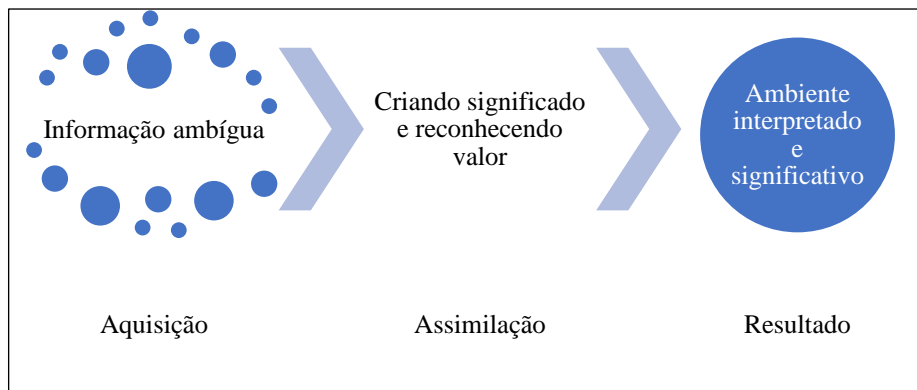 Informação ambígua
Criando significado
e reconhecendo
valor
Ambiente
interpretado
e
significativo
Aquisição
Assimilação
Resultado